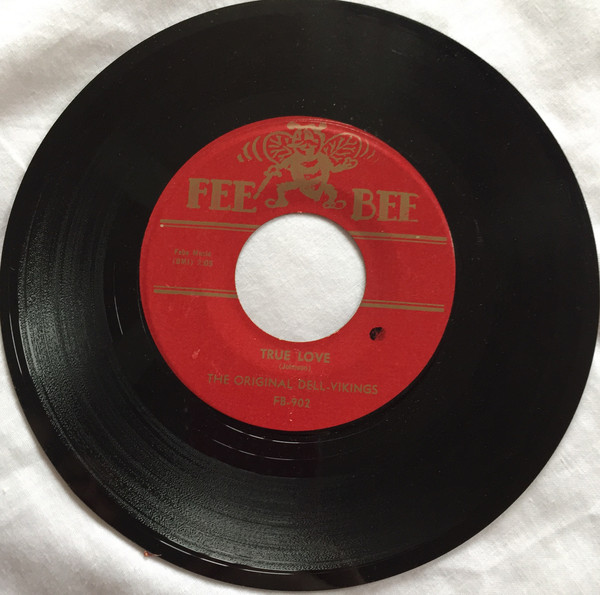 FEE BEE
TRUE LOVE
THE ORIGINAL DELL-VIKINGS
FB-902